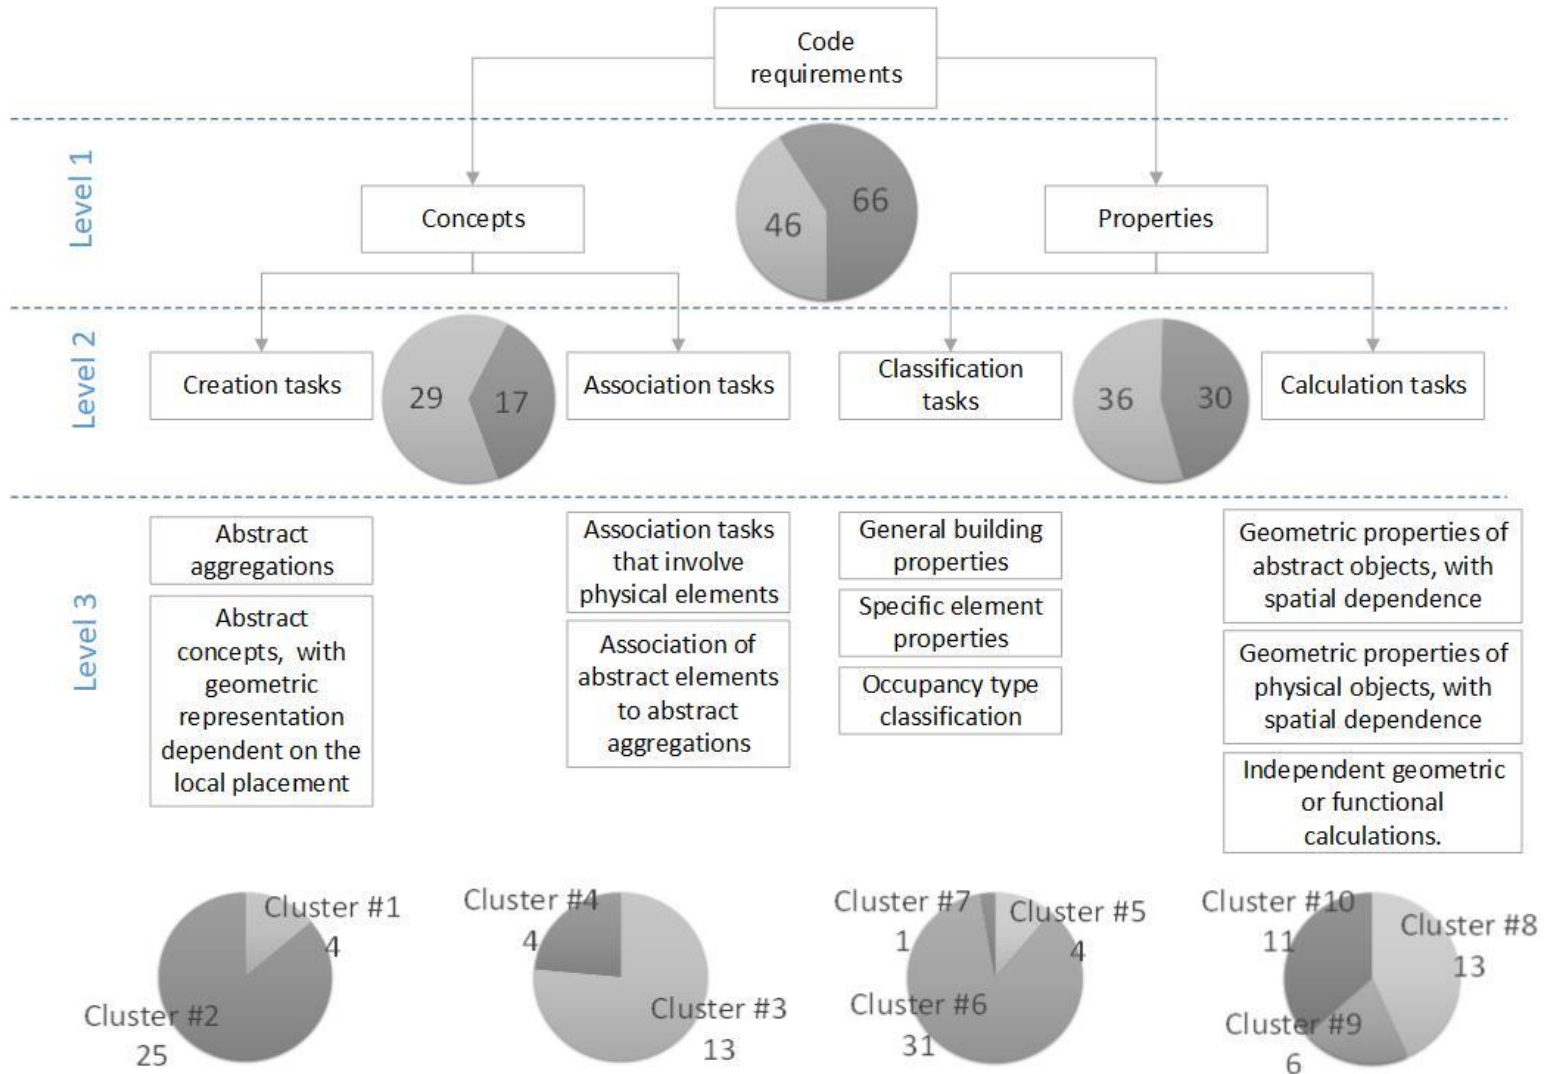 Code
requirements
Level 1
Concepts
46
66
Properties
Level 2
Creation tasks
29
17
Association tasks
Classification
tasks
36
30
Calculation tasks
Level 3
Abstract
aggregations
Abstract
concepts, with
geometric
representation
dependent on the
local placement
Association tasks
that involve
physical elements
Association of
abstract elements
to abstract
aggregations
General building
properties
Specific element
properties
Occupancy type
classification
Geometric properties of
abstract objects, with
spatial dependence
Geometric properties of
physical objects, with
spatial dependence
Independent geometric
or functional
calculations.
Cluster #1
4
Cluster #2
25
Cluster #4
4
Cluster #3
13
Cluster #7
1
Cluster #5
4
Cluster #6
31
Cluster #10
11
Cluster #8
13
Cluster #9
6